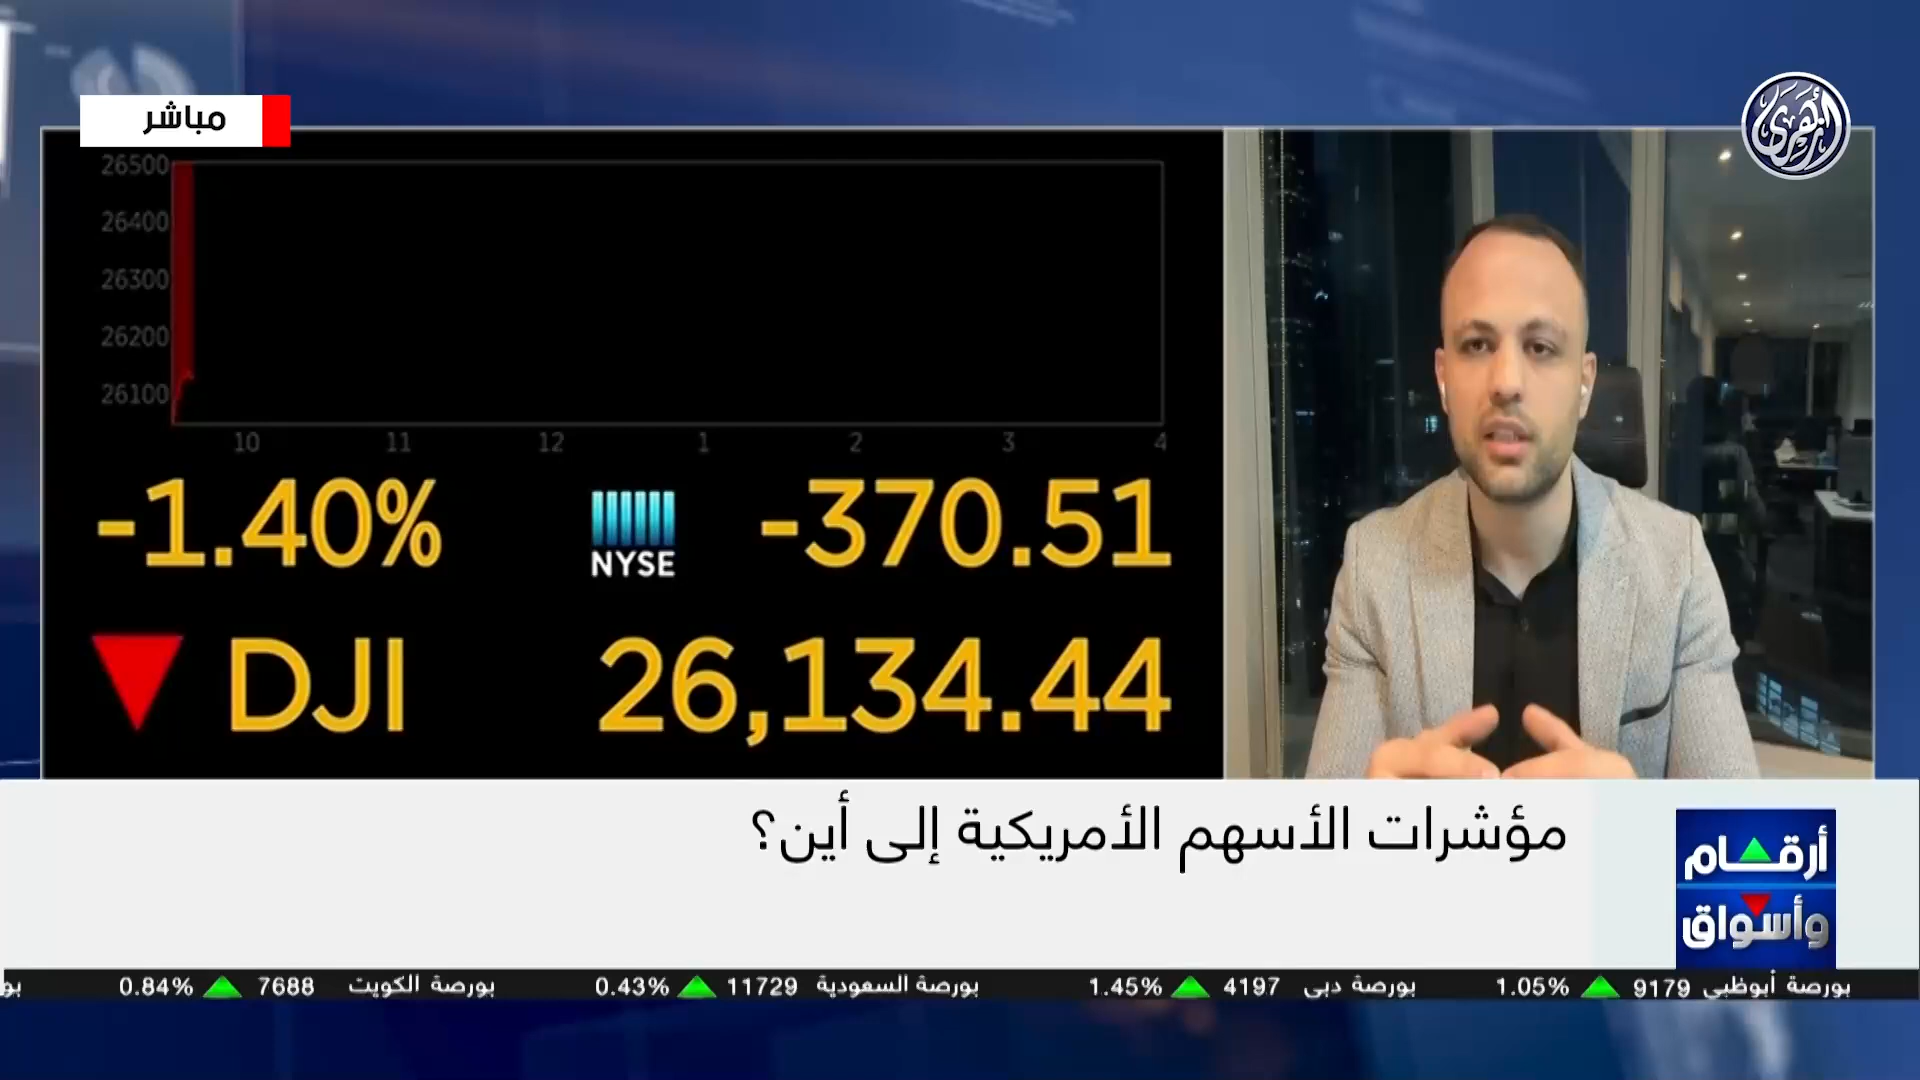 مباشر
الأزهري
26500
26400
26300
26200
26100
10 11 12 1 2 3 4
-1.40% NYSE -370.51
DJI 26,134.44
مؤشرات الأسهم الأمريكية إلى أين؟
أرقام
وأسواق
بورصة أبوظبي 9179 1.05% بورصة دبي 4197 1.45% بورصة السعودية 11729 0.43% بورصة الكويت 7688 0.84% بو